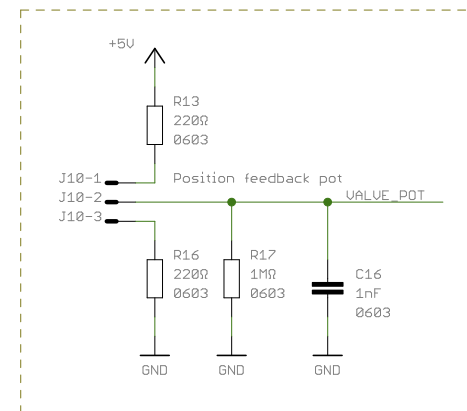 +5V
R13
220Ω
0603
J10-1
Position feedback pot
J10-2
VALVE_POT
J10-3
R16
220Ω
0603
R17
1MΩ
0603
C16
1nF
0603
GND
GND
GND